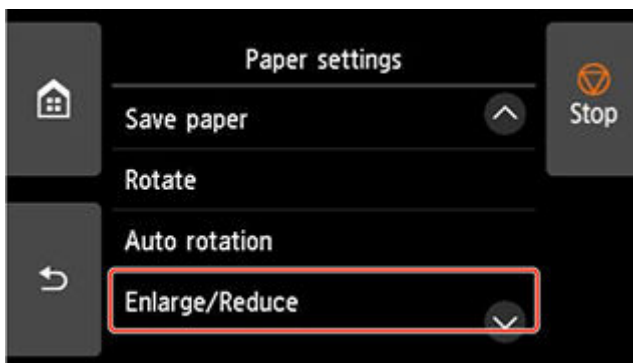 Paper settings
Save paper
Stop
Rotate
Auto rotation
Enlarge/Reduce